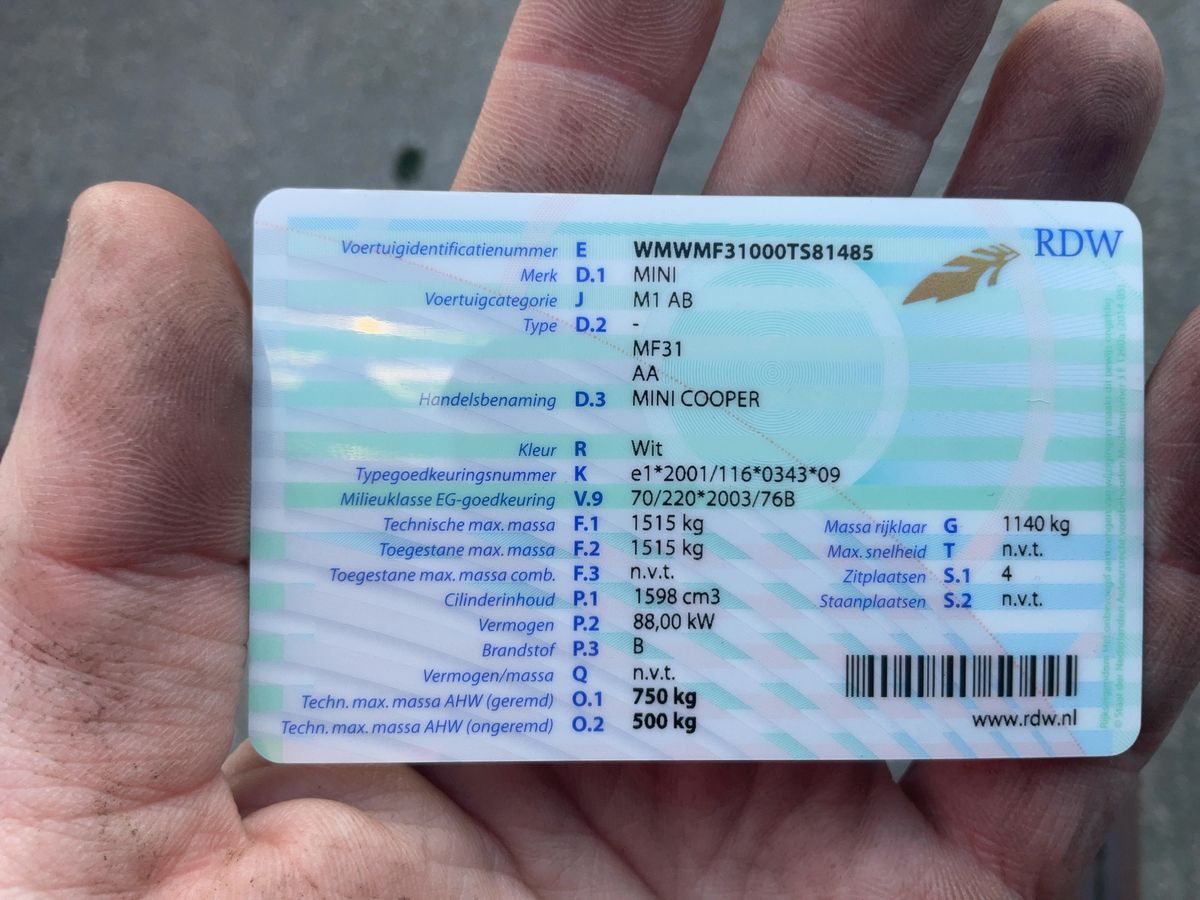 RDW
Voertuigidentificatienummer E WMWMF31000TS81485
Merk D.1 MINI
Voertuigcategorie J M1 AB
Type D.2 -
MF31
AA
Handelsbenaming D.3 MINI COOPER
Kleur R Wit
Typegoedkeuringsnummer K e1*2001/116*0343*09
Milieuklasse EG-goedkeuring V.9 70/220*2003/76B
Technische max. massa F.1 1515 kg Massa rijklaar G 1140 kg
Toegestane max. massa F.2 1515 kg Max. snelheid T n.v.t.
Toegestane max. massa comb. F.3 n.v.t. Zitplaatsen S.1 4
Cilinderinhoud P.1 1598 cm3 Staanplaatsen S.2 n.v.t.
Vermogen P.2 88,00 kW
Brandstof P.3 B
Vermogen/massa Q n.v.t.
Techn. max. massa AHW (geremd) O.1 750 kg
Techn. max. massa AHW (ongeremd) O.2 500 kg
www.rdw.nl